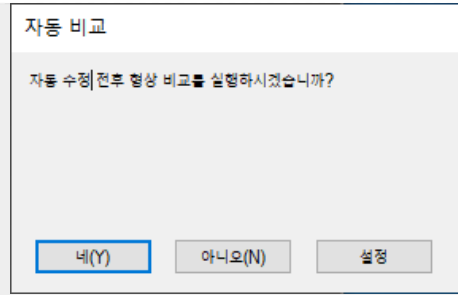 자동 비교
자동 수정 전후 형상 비교를 실행하시겠습니까?
네(Y)
아니오(N)
설정